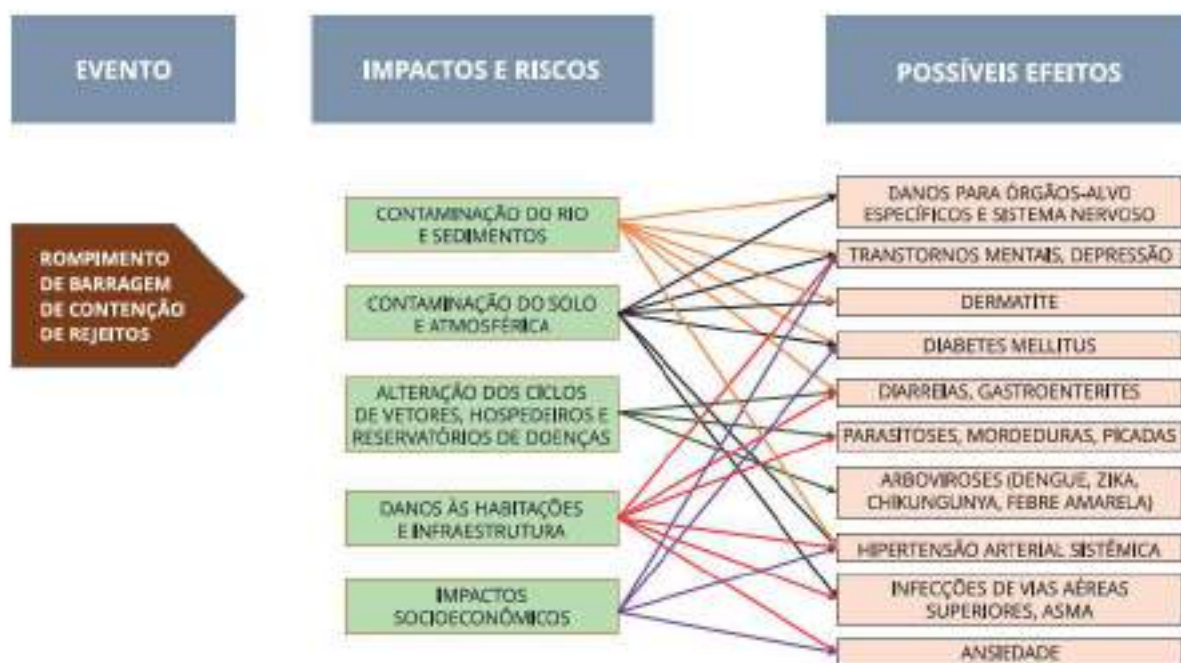 EVENTO
IMPACTOS E RISCOS
POSSÍVEIS EFEITOS
ROMPIMENTO
DE BARRAGEM
DE CONTENÇÃO
DE REJEITOS
CONTAMINAÇÃO DO RIO
E SEDIMENTOS
CONTAMINAÇÃO DO SOLO
E ATMOSFÉRICA
ALTERAÇÃO DOS CICLOS
DE VETORES, HOSPEDEIROS E
RESERVATÓRIOS DE DOENÇAS
DANOS ÀS HABITAÇÕES
E INFRAESTRUTURA
IMPACTOS
SOCIOECONÔMICOS
DANOS PARA ÓRGÃOS-ALVO
ESPECÍFICOS E SISTEMA NERVOSO
TRANSTORNOS MENTAIS, DEPRESSÃO
DERMATITE
DIABETES MELLITUS
DIARREIAS, GASTROENTERITES
PARASITOSES, MORDEDURAS, PICADAS
ARBOVIROSES (DENGUE, ZIKA,
CHIKUNGUNYA, FEBRE AMARELA)
HIPERTENSÃO ARTERIAL SISTÊMICA
INFECÇÕES DE VIAS AÉREAS
SUPERIORES, ASMA
ANSIEDADE